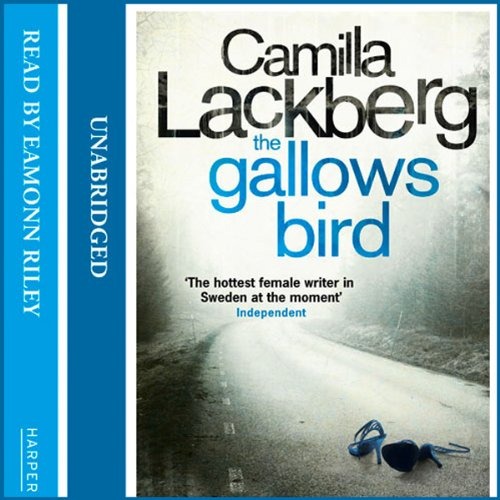 READ BY EAMONN RILEY
HARPER
UNABRIDGED
Camilla
Lackberg
the
gallows
bird
'The hottest female writer in
Sweden at the moment'
Independent